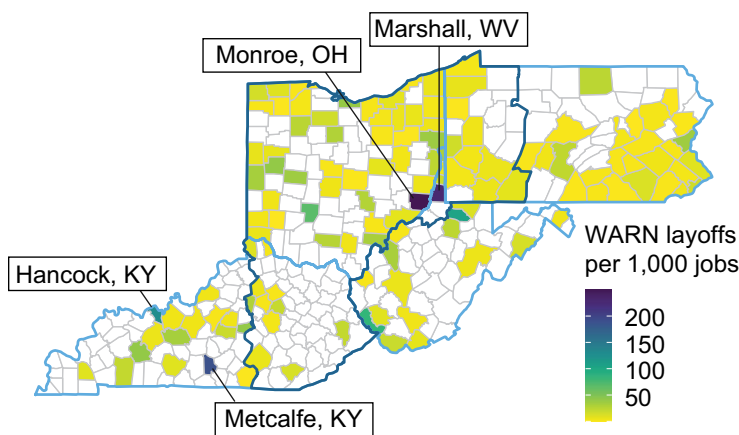 Marshall, WV
Monroe, OH
Hancock, KY
Metcalfe, KY
WARN layoffs
per 1,000 jobs
200
150
100
50